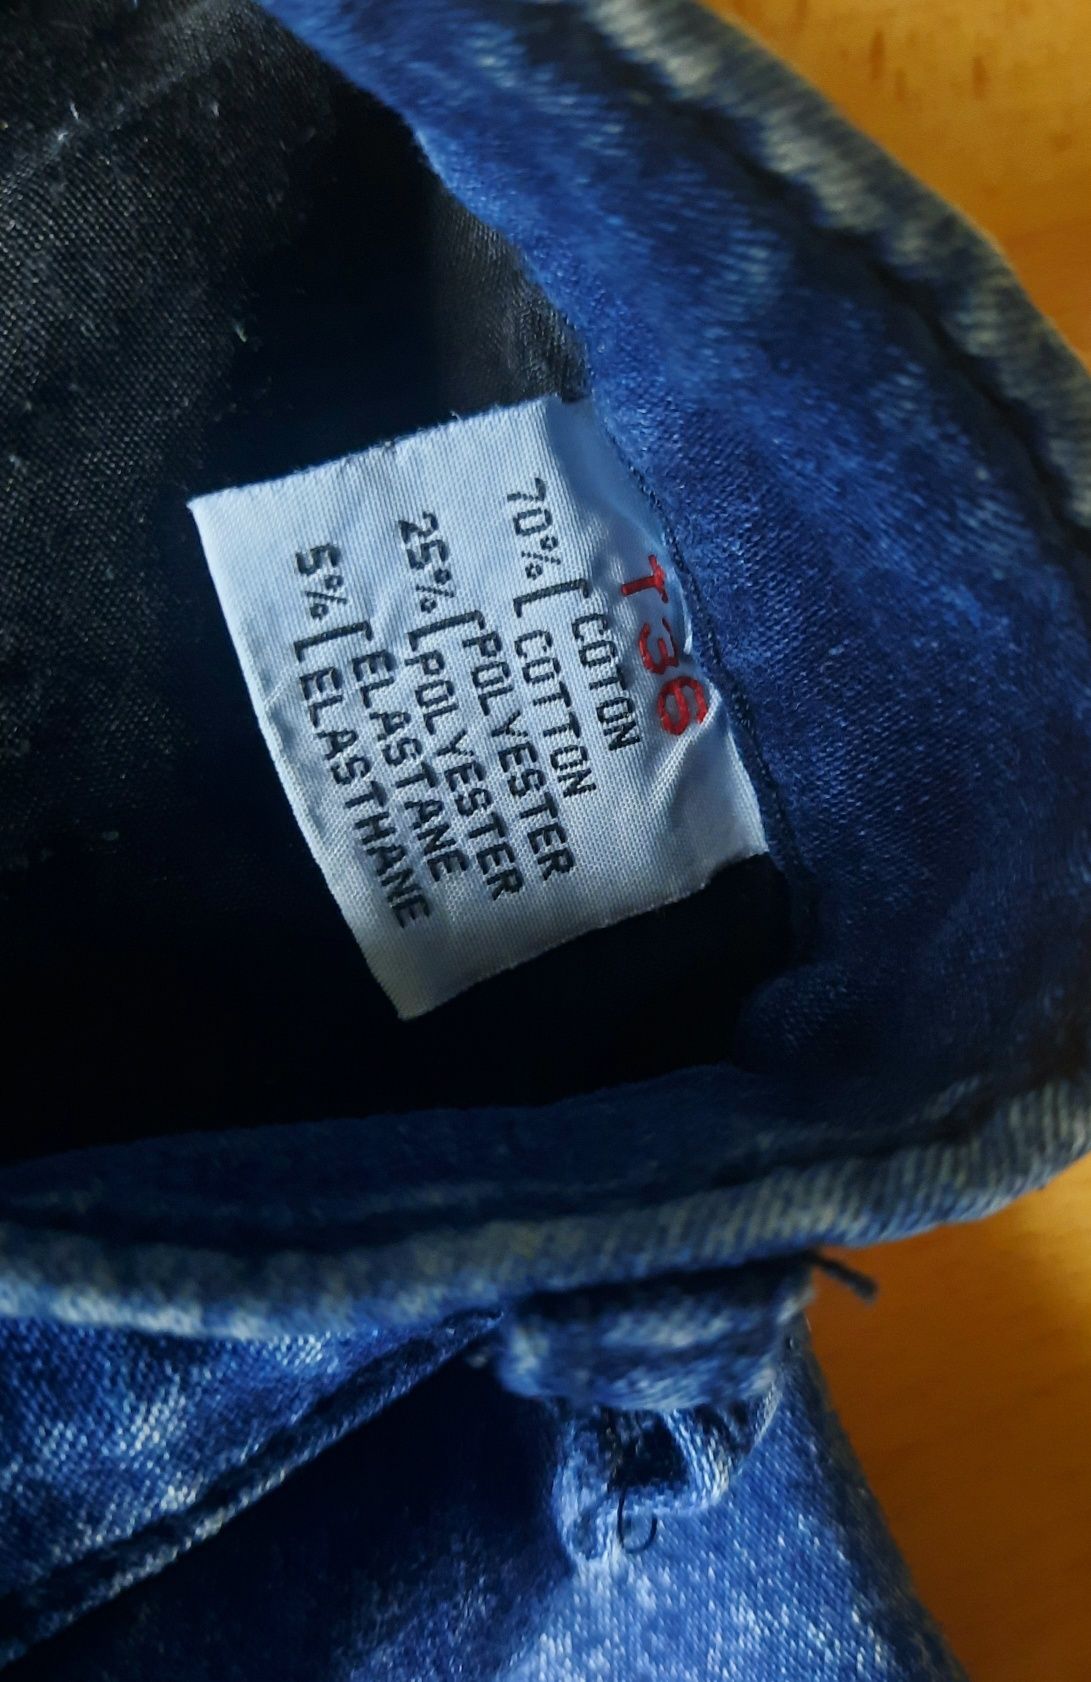 T36
70% [COTON
[COTTON
25% [POLYESTER
[POLYESTER
5% [ELASTANE
[ELASTHANE